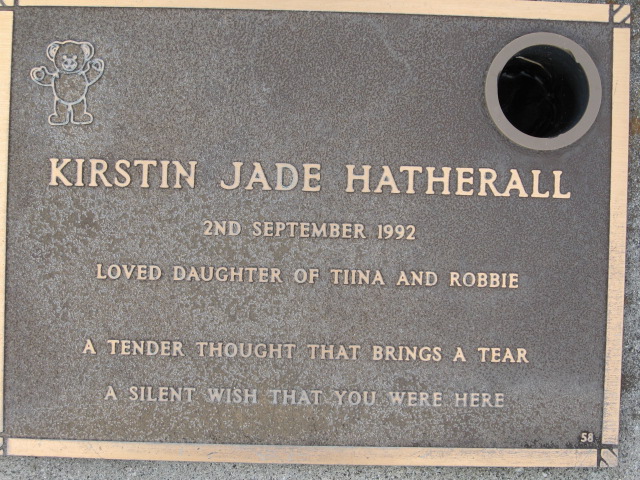 KIRSTIN JADE HATHERALL
2ND SEPTEMBER 1992
LOVED DAUGHTER OF TIINA AND ROBBIE
A TENDER THOUGHT THAT BRINGS A TEAR
A SILENT WISH THAT YOU WERE HERE
58